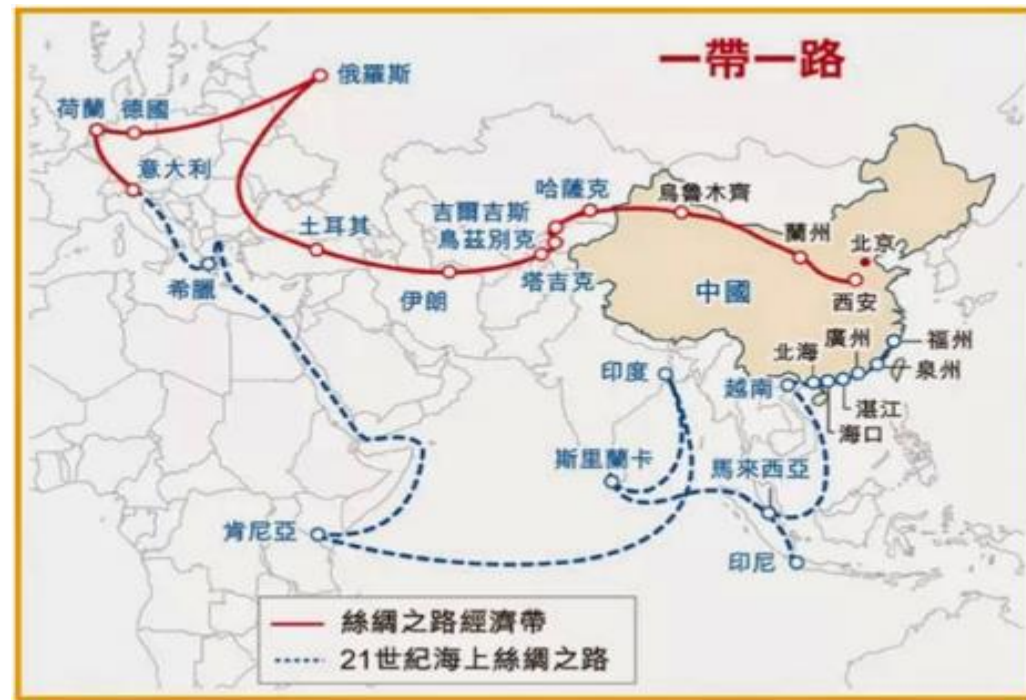 一帶一路
俄羅斯
荷蘭
德國
意大利
哈薩克
烏魯木齊
吉爾吉斯
烏茲別克
土耳其
蘭州
北京
希臘
伊朗
塔吉克
中國
西安
廣州
福州
北海
印度
越南
泉州
湛江
海口
斯里蘭卡
馬來西亞
肯尼亞
印尼
絲綢之路經濟帶
21世紀海上絲綢之路